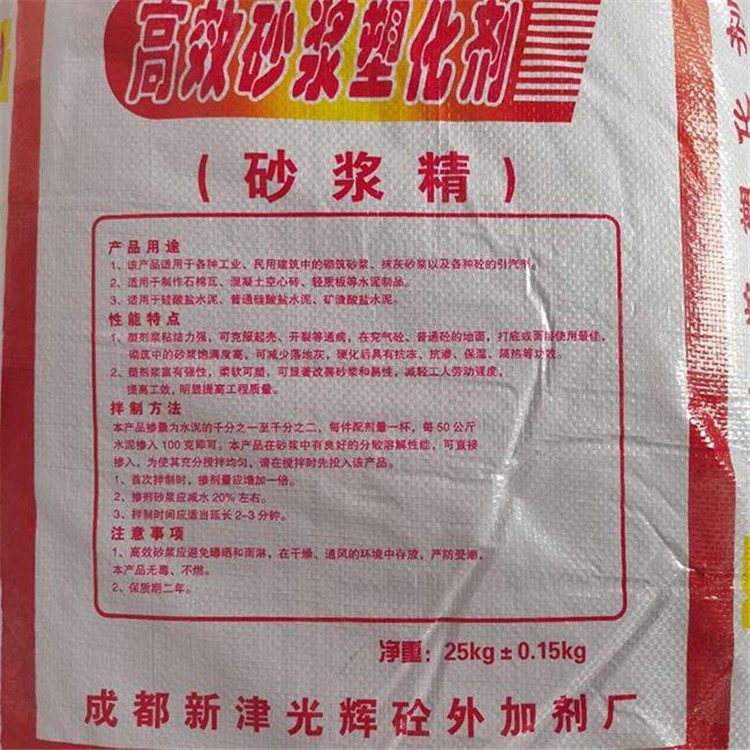 高效砂浆塑化剂
(砂浆精)
产品用途
1、该产品适用于各种工业、民用建筑中的砌筑砂浆、抹灰砂浆以及各种砼的引汽剂。
2、适用于制作石棉瓦、混凝土空心砖、轻质板等水泥制品。
3、适用于硅酸盐水泥、普通硅酸盐水泥、矿渣酸盐水泥。
性能特点
1、塑剂浆粘结力强，可克服起壳、开裂等通病，在充气砼、普通砼的地面，打底或面层使用最佳，
砌筑中的砂浆饱满度高，可减少落地灰，硬化后具有抗冻、抗渗、保湿、隔热等功效。
2、塑剂浆富有强性，柔软可塑，可显著改善砂浆和易性，减轻工人劳动强度，
提高工效，明显提高工程质量。
拌制方法
本产品掺量为水泥的千分之一至千分之二，每件配剂量一杯，每50公斤
水泥掺入100克即可。本产品在砂浆中有良好的分散溶解性能，可直接
掺入，为使其充分搅拌均匀，请在搅拌时先投入该产品。
1、首次拌制时，掺剂量应增加一倍。
2、掺剂砂浆应减水20%左右。
3、拌制时间应适当延长2-3分钟。
注意事项
1、高效砂浆应避免曝晒和雨淋，在干燥、通风的环境中存放，严防受潮，
本产品无毒、不燃。
2、保质期二年。
净重：25kg±0.15kg
成都新津光辉砼外加剂厂